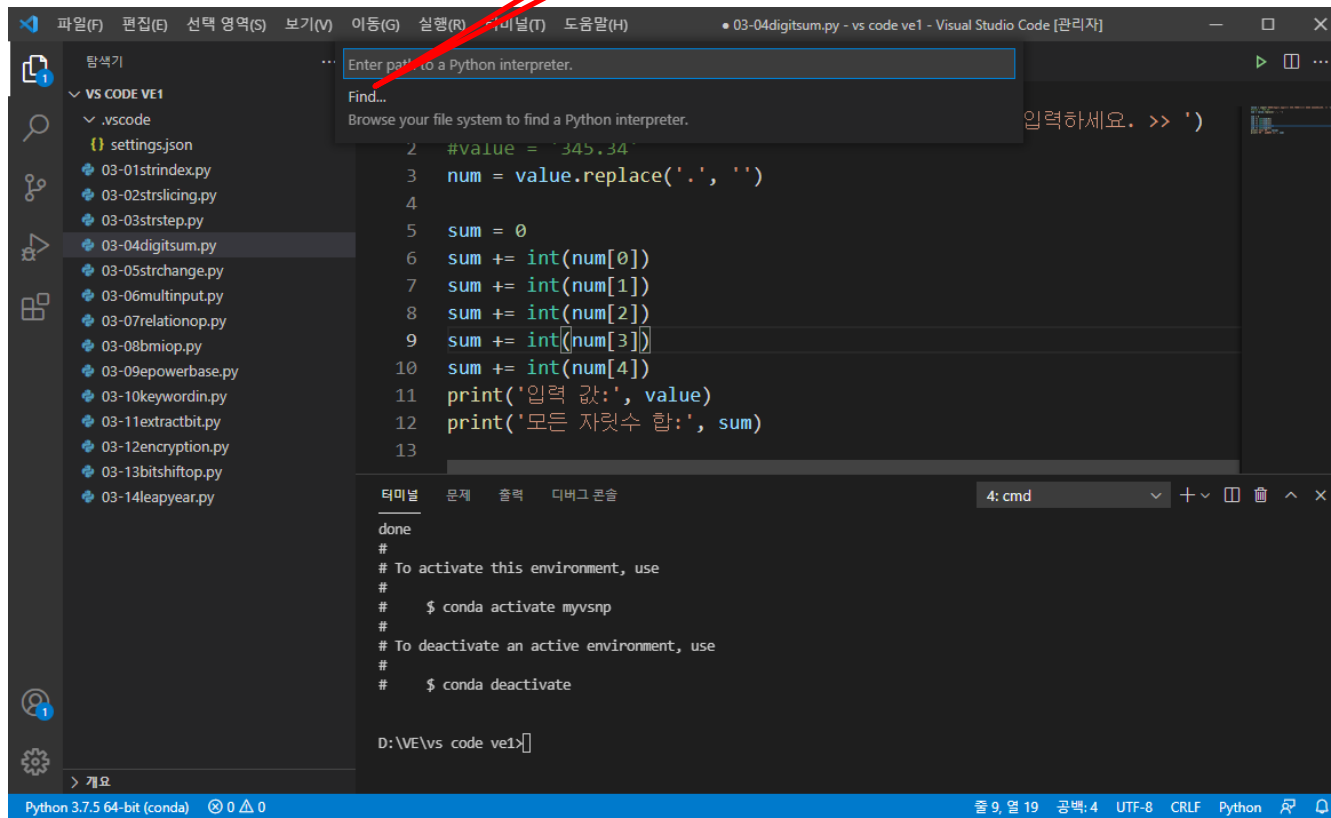 파일(F) 편집(E) 선택 영역(S) 보기(V) 이동(G) 실행(R) 터미널(T) 도움말(H) ● 03-04digitsum.py - vs code ve1 - Visual Studio Code [관리자]
탐색기 ···
Enter path to a Python interpreter.
Find...
Browse your file system to find a Python interpreter.
VS CODE VE1
.vscode
{} settings.json
03-01strindex.py
03-02strslicing.py
03-03strstep.py
03-04digitsum.py
03-05strchange.py
03-06multinput.py
03-07relationop.py
03-08bmiop.py
03-09epowerbase.py
03-10keywordin.py
03-11extractbit.py
03-12encryption.py
03-13bitshiftop.py
03-14leapyear.py
개요
입력하세요. >> ')
2 #value = '345.34'
3 num = value.replace('.', '')
4
5 sum = 0
6 sum += int(num[0])
7 sum += int(num[1])
8 sum += int(num[2])
9 sum += int(num[3])
10 sum += int(num[4])
11 print('입력 값:', value)
12 print('모든 자릿수 합:', sum)
13
터미널 문제 출력 디버그 콘솔 4: cmd
done
#
# To activate this environment, use
#
# $ conda activate myvsnp
#
# To deactivate an active environment, use
#
# $ conda deactivate
D:\VE\vs code ve1>
1
1
Python 3.7.5 64-bit (conda) 0 0 줄 9, 열 19 공백: 4 UTF-8 CRLF Python